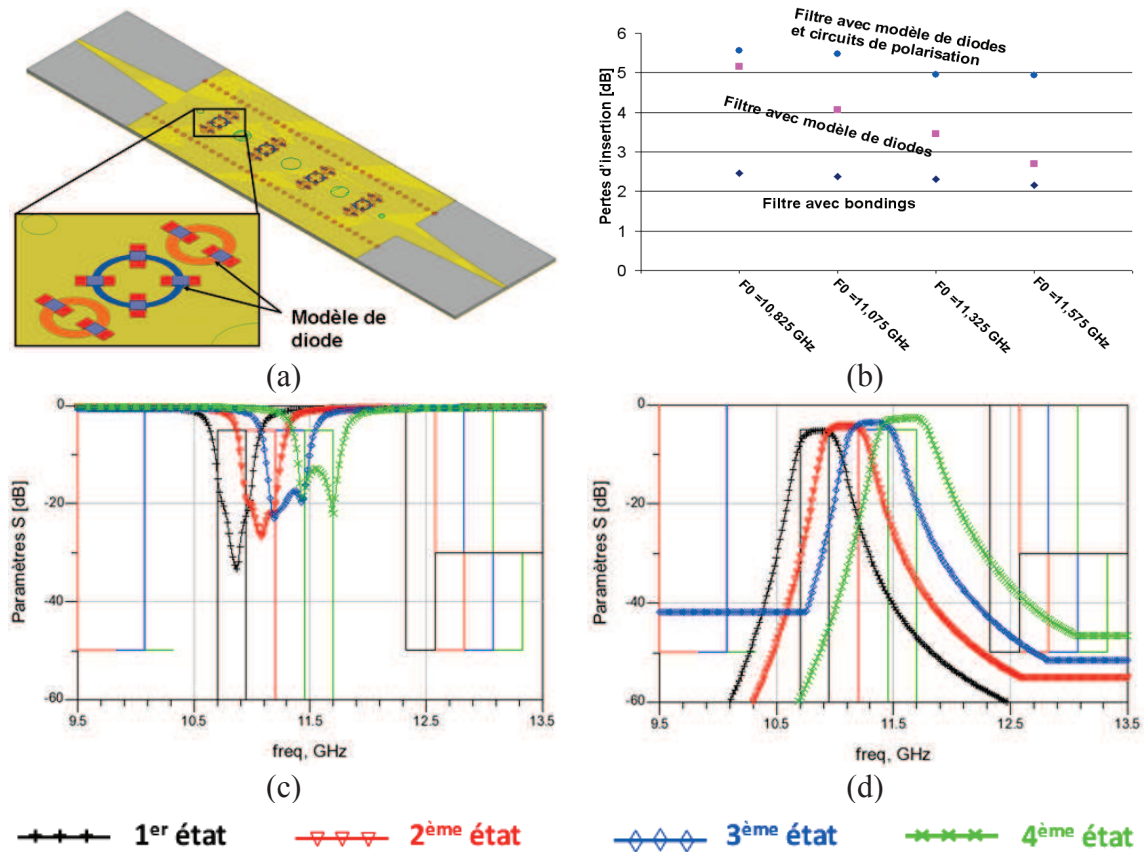 Modèle de
diode
(a)
Pertes d'insertion [dB]
6
5
4
3
2
1
0
Filtre avec modèle de diodes
et circuits de polarisation
Filtre avec modèle de diodes
Filtre avec bondings
F0 =10,825 GHz
F0 =11,075 GHz
F0 =11,325 GHz
F0 =11,575 GHz
(b)
Paramètres S [dB]
0
-20
-40
-60
9.5
10.5
11.5
12.5
13.5
freq, GHz
(c)
Paramètres S [dB]
0
-20
-40
-60
9.5
10.5
11.5
12.5
13.5
freq, GHz
(d)
1er état
2ème état
3ème état
4ème état